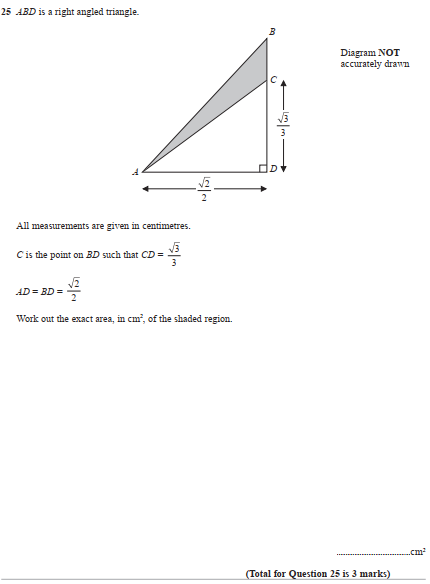 25 ABD is a right angled triangle.
B
Diagram NOT
accurately drawn
C
√3
3
A
D
√2
2
All measurements are given in centimetres.
C is the point on BD such that CD = √3/3
AD = BD = √2/2
Work out the exact area, in cm², of the shaded region.
..............................cm²
(Total for Question 25 is 3 marks)